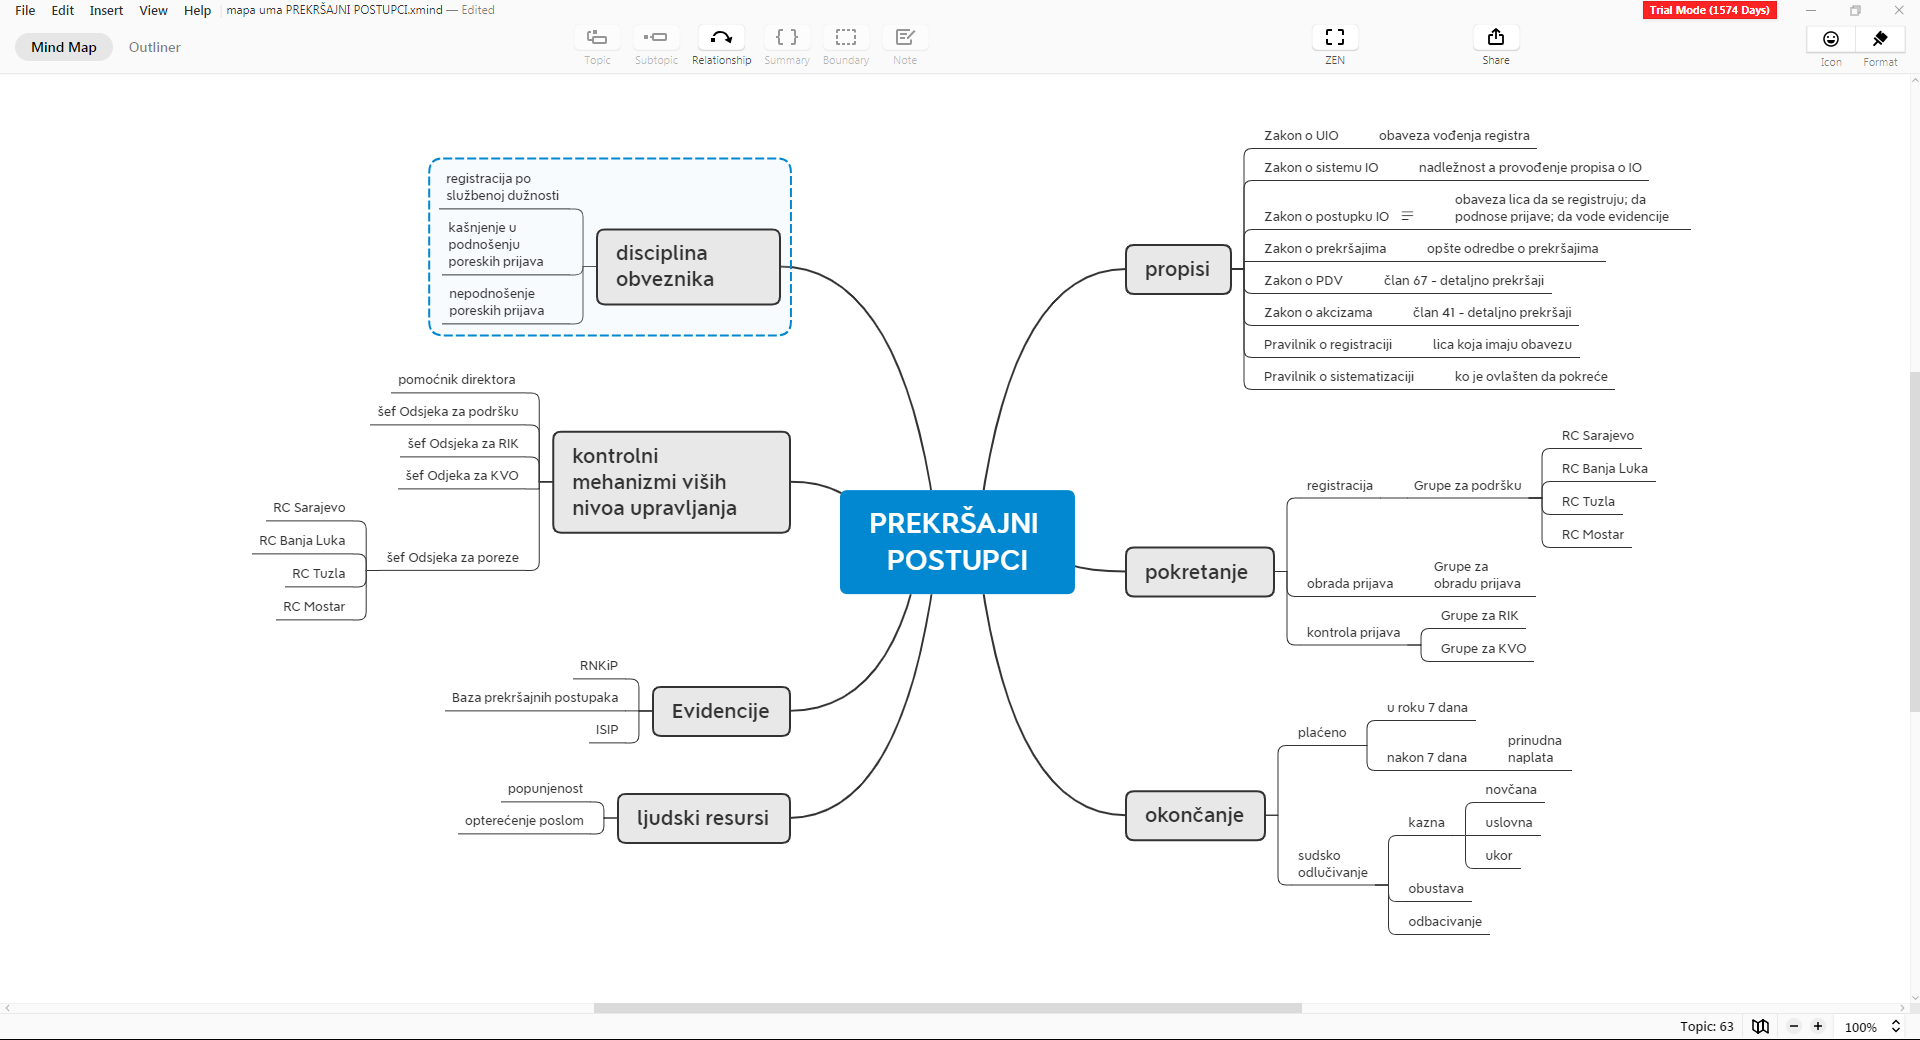 File Edit Insert View Help mapa uma PREKRŠAJNI POSTUPCI.xmind — Edited
Trial Mode (1574 Days)
Mind Map Outliner
Topic Subtopic Relationship Summary Boundary Note ZEN Share Icon Format
registracija po
službenoj dužnosti
kašnjenje u
podnošenju
poreskih prijava
nepodnošenje
poreskih prijava
disciplina
obveznika
pomoćnik direktora
šef Odsjeka za podršku
šef Odsjeka za RIK
šef Odjeka za KVO
šef Odsjeka za poreze
RC Sarajevo
RC Banja Luka
RC Tuzla
RC Mostar
kontrolni
mehanizmi viših
nivoa upravljanja
RNKiP
Baza prekršajnih postupaka
ISIP
Evidencije
popunjenost
opterećenje poslom
ljudski resursi
PREKRŠAJNI
POSTUPCI
propisi
Zakon o UIO obaveza vođenja registra
Zakon o sistemu IO nadležnost a provođenje propisa o IO
Zakon o postupku IO
obaveza lica da se registruju; da
podnose prijave; da vode evidencije
Zakon o prekršajima opšte odredbe o prekršajima
Zakon o PDV član 67 - detaljno prekršaji
Zakon o akcizama član 41 - detaljno prekršaji
Pravilnik o registraciji lica koja imaju obavezu
Pravilnik o sistematizaciji ko je ovlašten da pokreće
pokretanje
registracija Grupe za podršku
RC Sarajevo
RC Banja Luka
RC Tuzla
RC Mostar
obrada prijava
Grupe za
obradu prijava
kontrola prijava
Grupe za RIK
Grupe za KVO
okončanje
plaćeno
u roku 7 dana
nakon 7 dana
prinudna
naplata
sudsko
odlučivanje
kazna
novčana
uslovna
ukor
obustava
odbacivanje
Topic: 63 100%